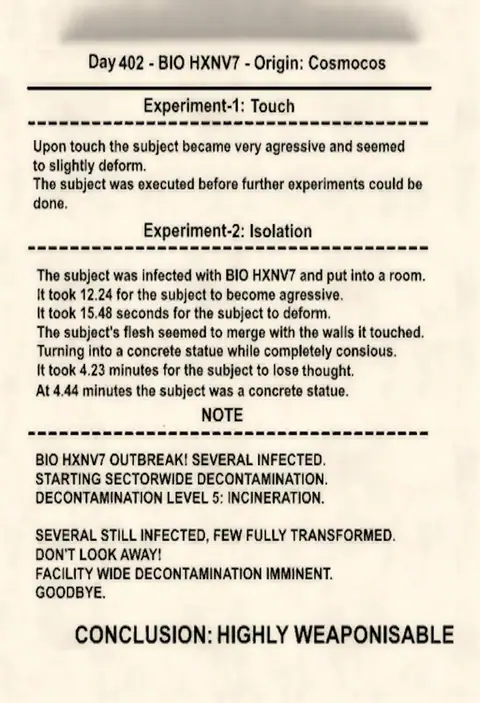 Day 402 - BIO HXNV7 - Origin: Cosmocos
Experiment-1: Touch
Upon touch the subject became very agressive and seemed
to slightly deform.
The subject was executed before further experiments could be
done.
Experiment-2: Isolation
The subject was infected with BIO HXNV7 and put into a room.
It took 12.24 for the subject to become agressive.
It took 15.48 seconds for the subject to deform.
The subject's flesh seemed to merge with the walls it touched.
Turning into a concrete statue while completely consious.
It took 4.23 minutes for the subject to lose thought.
At 4.44 minutes the subject was a concrete statue.
NOTE
BIO HXNV7 OUTBREAK! SEVERAL INFECTED.
STARTING SECTORWIDE DECONTAMINATION.
DECONTAMINATION LEVEL 5: INCINERATION.
SEVERAL STILL INFECTED, FEW FULLY TRANSFORMED.
DON'T LOOK AWAY!
FACILITY WIDE DECONTAMINATION IMMINENT.
GOODBYE.
CONCLUSION: HIGHLY WEAPONISABLE